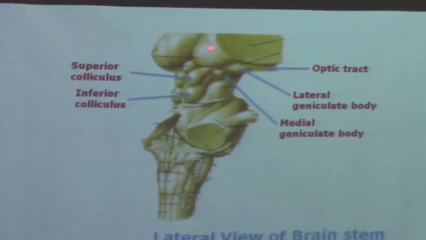 Superior
colliculus
Inferior
colliculus
Optic tract
Lateral
geniculate body
Medial
geniculate body
Lateral View of Brain stem